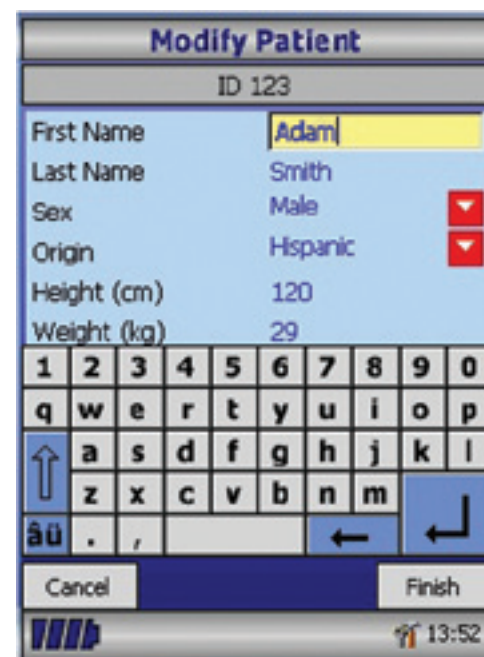 Modify Patient
ID 123
First Name Adam
Last Name Smith
Sex Male
Origin Hispanic
Height (cm) 120
Weight (kg) 29
1 2 3 4 5 6 7 8 9 0
q w e r t y u i o p
a s d f g h j k l
z x c v b n m
âü . ,
Cancel Finish
13:52